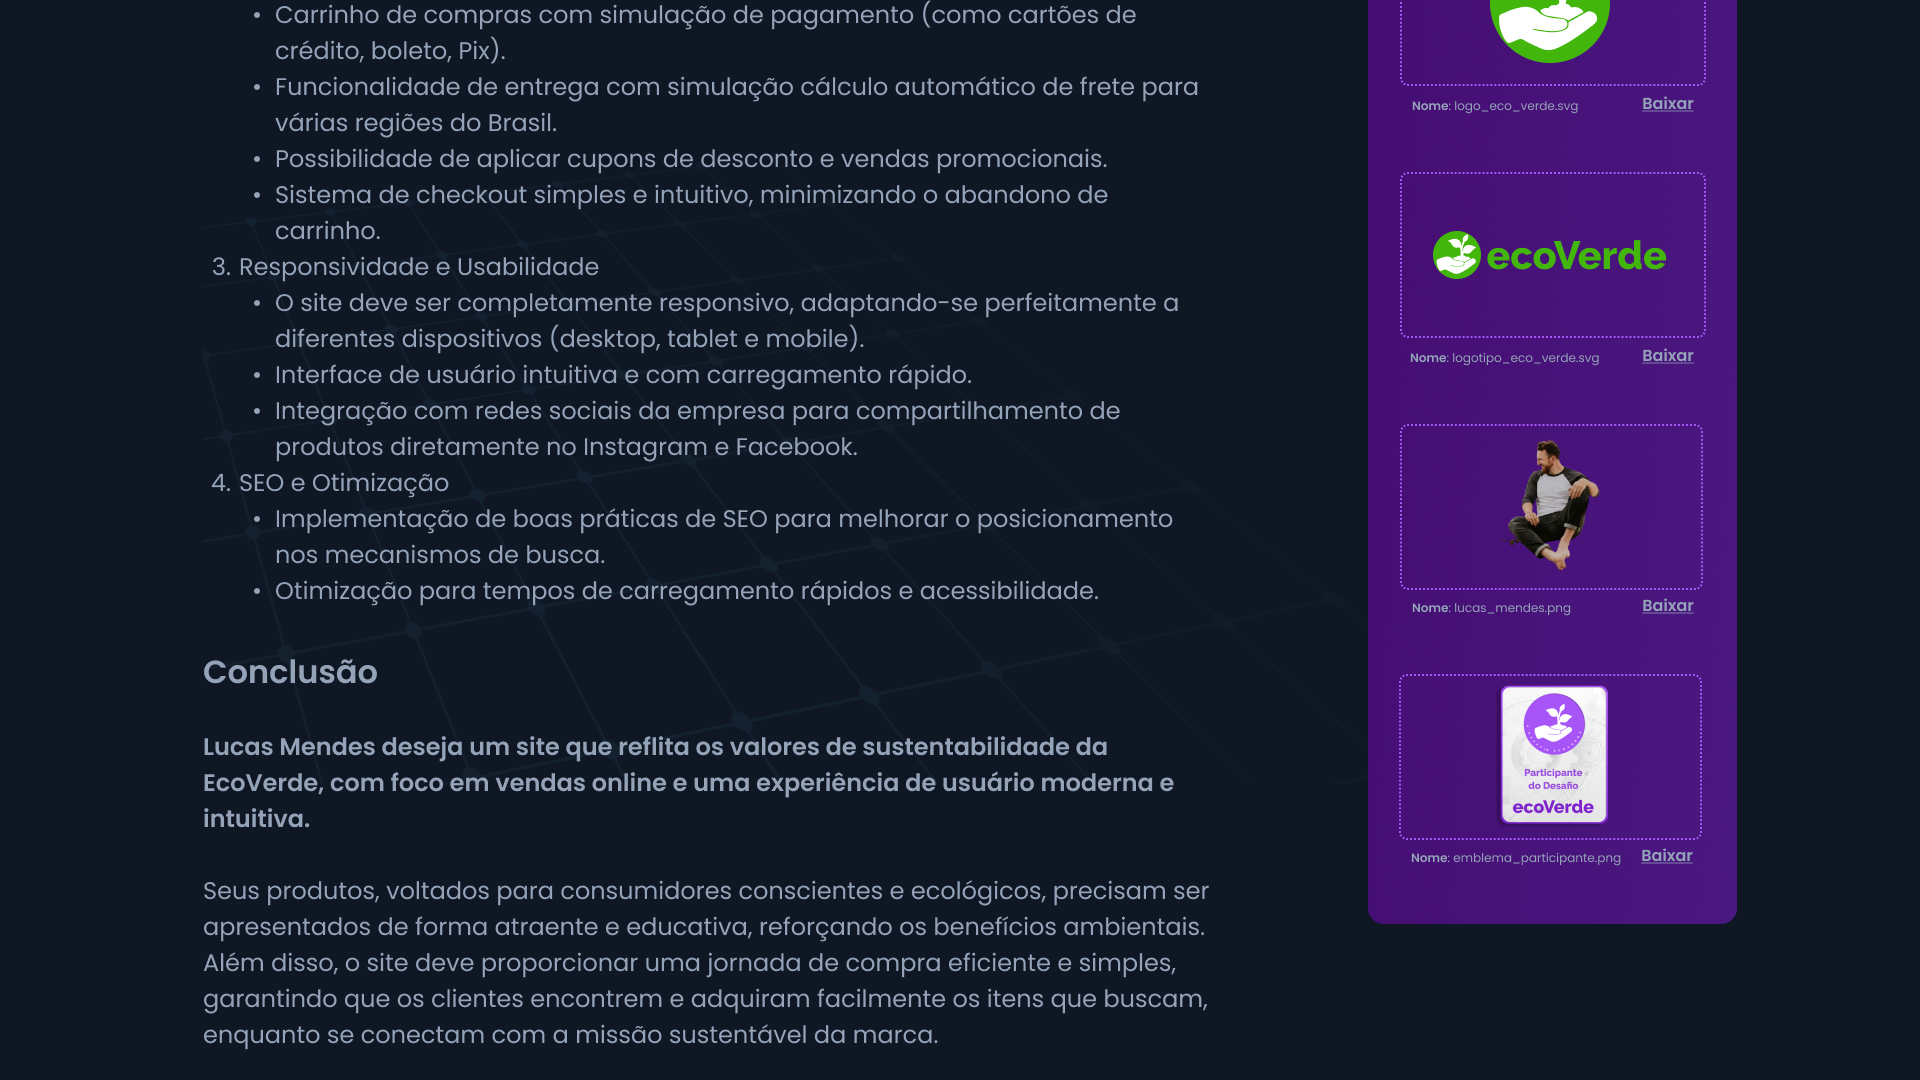 • Carrinho de compras com simulação de pagamento (como cartões de
crédito, boleto, Pix).
• Funcionalidade de entrega com simulação cálculo automático de frete para
várias regiões do Brasil.
• Possibilidade de aplicar cupons de desconto e vendas promocionais.
• Sistema de checkout simples e intuitivo, minimizando o abandono de
carrinho.
3. Responsividade e Usabilidade
• O site deve ser completamente responsivo, adaptando-se perfeitamente a
diferentes dispositivos (desktop, tablet e mobile).
• Interface de usuário intuitiva e com carregamento rápido.
• Integração com redes sociais da empresa para compartilhamento de
produtos diretamente no Instagram e Facebook.
4. SEO e Otimização
• Implementação de boas práticas de SEO para melhorar o posicionamento
nos mecanismos de busca.
• Otimização para tempos de carregamento rápidos e acessibilidade.
Conclusão
Lucas Mendes deseja um site que reflita os valores de sustentabilidade da
EcoVerde, com foco em vendas online e uma experiência de usuário moderna e
intuitiva.
Seus produtos, voltados para consumidores conscientes e ecológicos, precisam ser
apresentados de forma atraente e educativa, reforçando os benefícios ambientais.
Além disso, o site deve proporcionar uma jornada de compra eficiente e simples,
garantindo que os clientes encontrem e adquiram facilmente os itens que buscam,
enquanto se conectam com a missão sustentável da marca.
Nome: logo_eco_verde.svg Baixar
ecoVerde
Nome: logotipo_eco_verde.svg Baixar
Nome: lucas_mendes.png Baixar
Participante
do Desafio
ecoVerde
Nome: emblema_participante.png Baixar